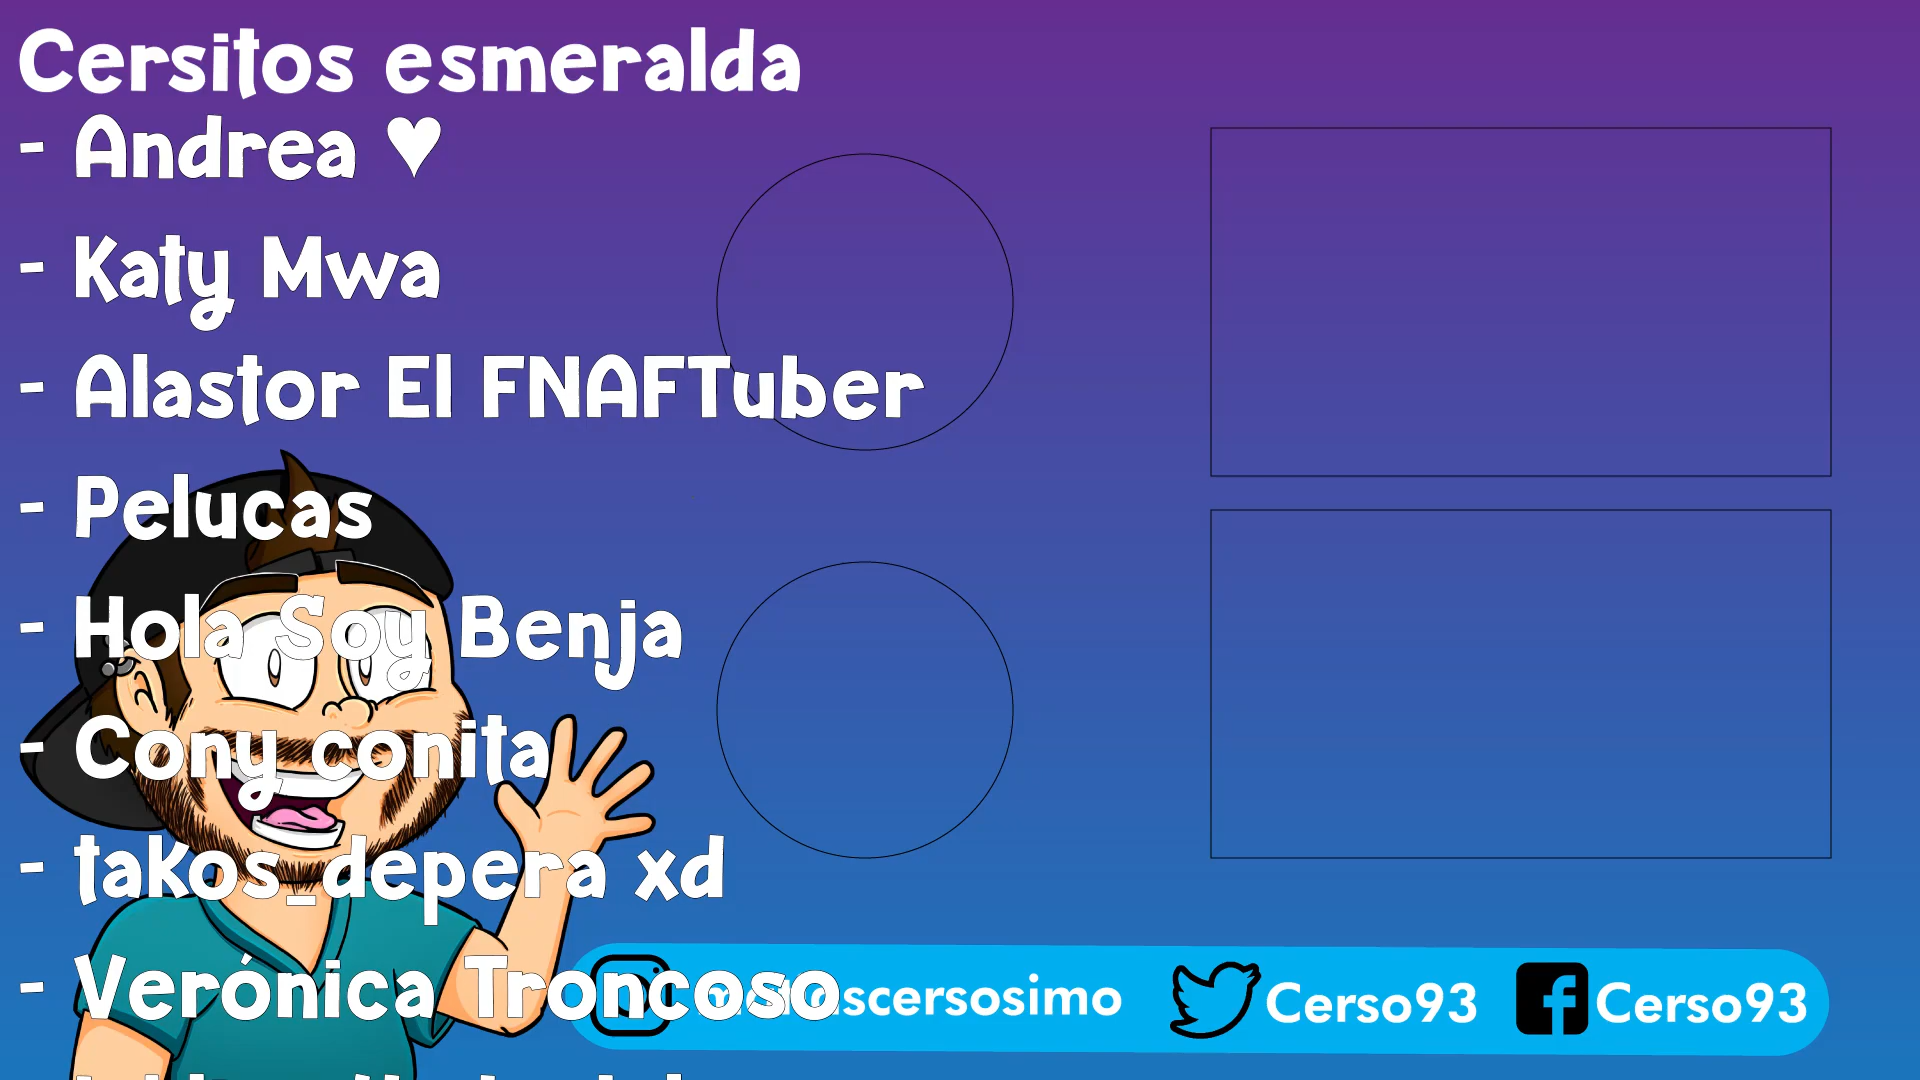 Cersitos esmeralda
- Andrea ♥
- Katy Mwa
- Alastor El FNAFTuber
- Pelucas
- Hola Soy Benja
- Cony conita
- takos_depera xd
- Verónica Troncoso
Cerso93
Cerso93